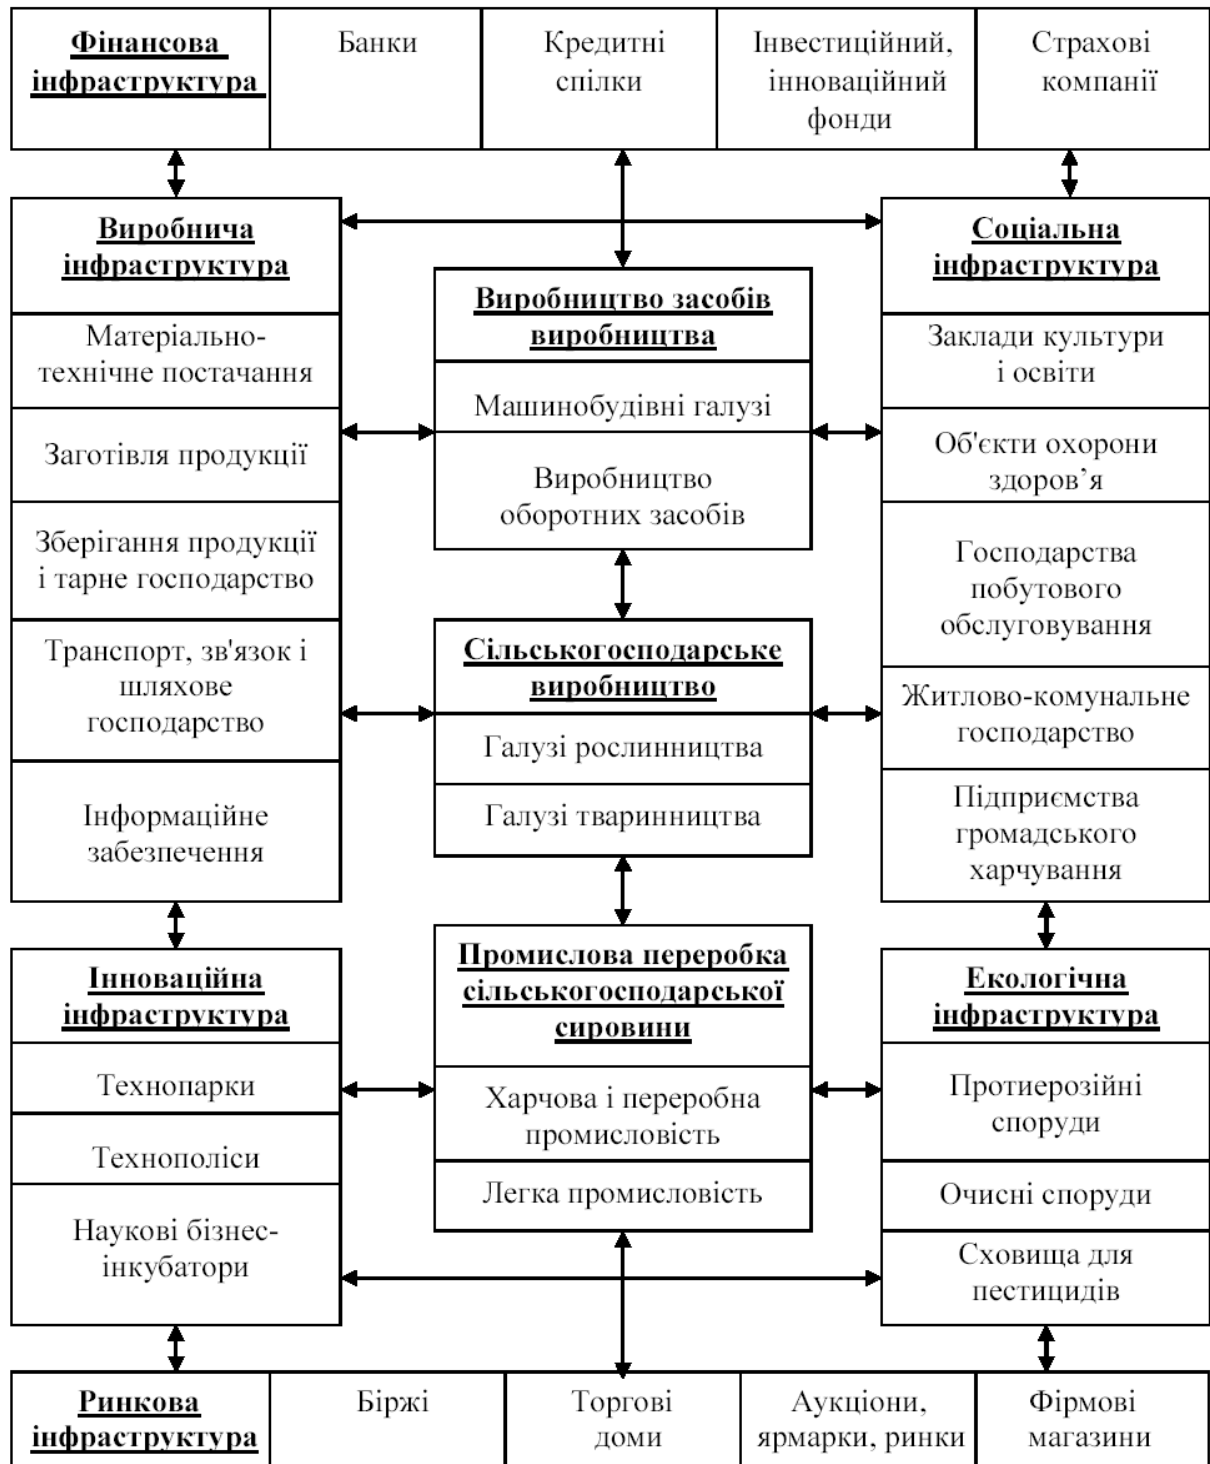 Фінансова
інфраструктура
Банки
Кредитні
спілки
Інвестиційний,
інноваційний
фонди
Страхові
компанії
Виробнича
інфраструктура
Матеріально-
технічне постачання
Заготівля продукції
Зберігання продукції
і тарне господарство
Транспорт, зв'язок і
шляхове
господарство
Інформаційне
забезпечення
Виробництво засобів
виробництва
Машинобудівні галузі
Виробництво
оборотних засобів
Сільськогосподарське
виробництво
Галузі рослинництва
Галузі тваринництва
Соціальна
інфраструктура
Заклади культури
і освіти
Об'єкти охорони
здоров’я
Господарства
побутового
обслуговування
Житлово-комунальне
господарство
Підприємства
громадського
харчування
Інноваційна
інфраструктура
Технопарки
Технополіси
Наукові бізнес-
інкубатори
Промислова переробка
сільськогосподарської
сировини
Харчова і переробна
промисловість
Легка промисловість
Екологічна
інфраструктура
Протиерозійні
споруди
Очисні споруди
Сховища для
пестицидів
Ринкова
інфраструктура
Біржі
Торгові
доми
Аукціони,
ярмарки, ринки
Фірмові
магазини